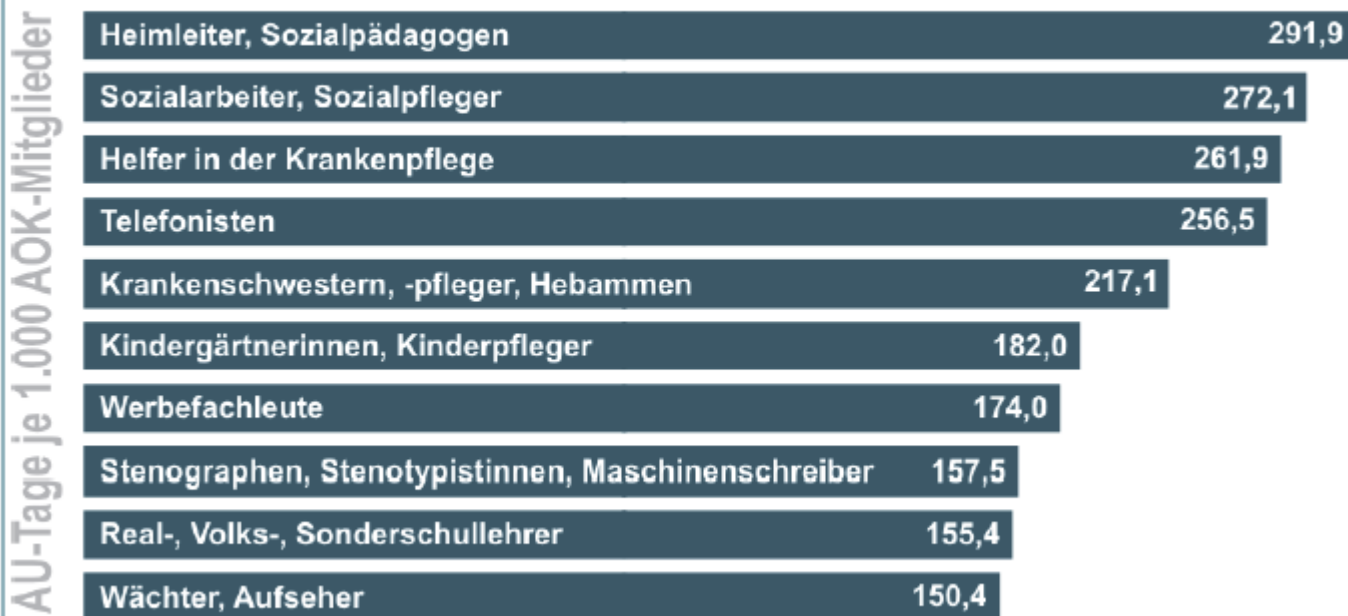 AU-Tage je 1.000 AOK-Mitglieder
Heimleiter, Sozialpädagogen 291,9
Sozialarbeiter, Sozialpfleger 272,1
Helfer in der Krankenpflege 261,9
Telefonisten 256,5
Krankenschwestern, -pfleger, Hebammen 217,1
Kindergärtnerinnen, Kinderpfleger 182,0
Werbefachleute 174,0
Stenographen, Stenotypistinnen, Maschinenschreiber 157,5
Real-, Volks-, Sonderschullehrer 155,4
Wächter, Aufseher 150,4